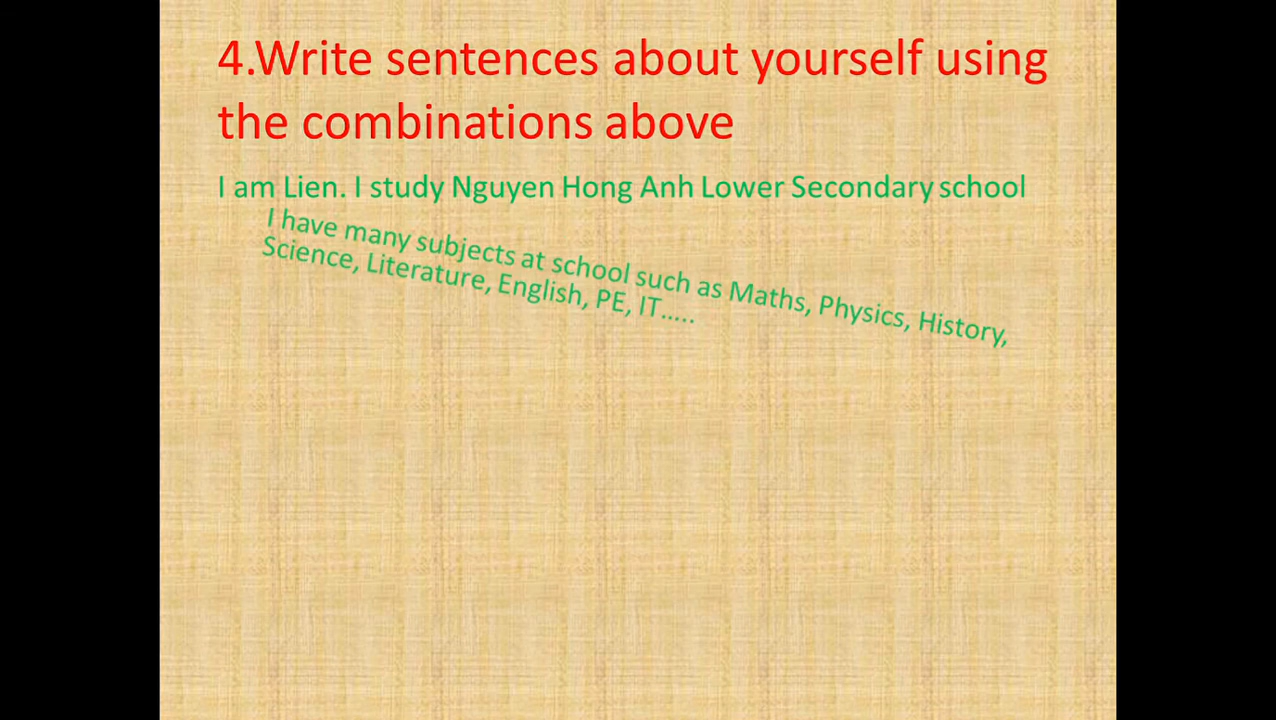 4.Write sentences about yourself using
the combinations above
I am Lien. I study Nguyen Hong Anh Lower Secondary school
I have many subjects at school such as Maths, Physics, History,
Science, Literature, English, PE, IT.....